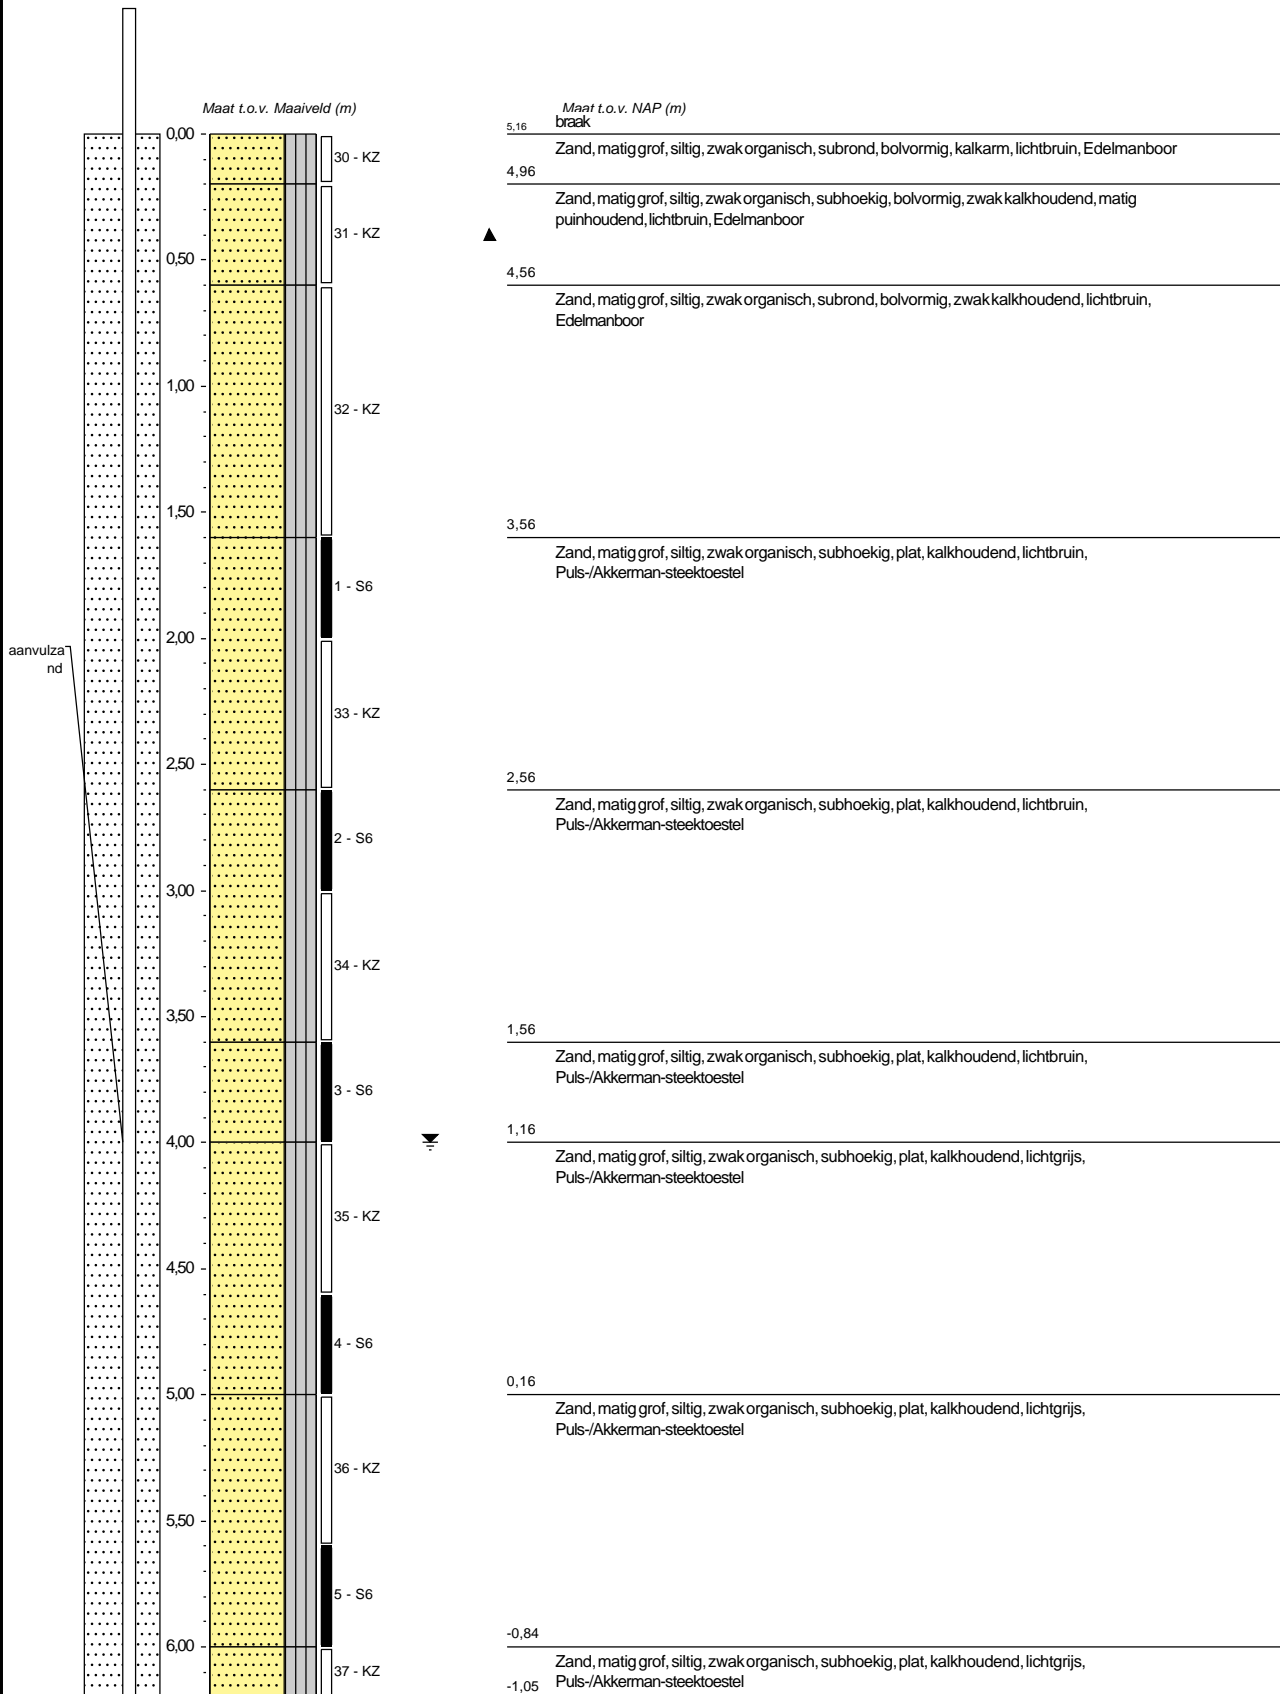 Maat t.o.v. Maaiveld (m)
Maat t.o.v. NAP (m)
5,16 braak
0,00
Zand, matig grof, siltig, zwak organisch, subrond, bolvormig, kalkarm, lichtbruin, Edelmanboor
30 - KZ
4,96
Zand, matig grof, siltig, zwak organisch, subhoekig, bolvormig, zwak kalkhoudend, matig
puinhoudend, lichtbruin, Edelmanboor
31 - KZ
0,50
4,56
Zand, matig grof, siltig, zwak organisch, subrond, bolvormig, zwak kalkhoudend, lichtbruin,
Edelmanboor
1,00
32 - KZ
1,50
3,56
Zand, matig grof, siltig, zwak organisch, subhoekig, plat, kalkhoudend, lichtbruin,
Puls-/Akkerman-steektoestel
1 - S6
2,00
aanvulza
nd
33 - KZ
2,50
2,56
Zand, matig grof, siltig, zwak organisch, subhoekig, plat, kalkhoudend, lichtbruin,
Puls-/Akkerman-steektoestel
2 - S6
3,00
34 - KZ
3,50
1,56
Zand, matig grof, siltig, zwak organisch, subhoekig, plat, kalkhoudend, lichtbruin,
Puls-/Akkerman-steektoestel
3 - S6
1,16
4,00
Zand, matig grof, siltig, zwak organisch, subhoekig, plat, kalkhoudend, lichtgrijs,
Puls-/Akkerman-steektoestel
35 - KZ
4,50
4 - S6
0,16
5,00
Zand, matig grof, siltig, zwak organisch, subhoekig, plat, kalkhoudend, lichtgrijs,
Puls-/Akkerman-steektoestel
36 - KZ
5,50
5 - S6
-0,84
6,00
Zand, matig grof, siltig, zwak organisch, subhoekig, plat, kalkhoudend, lichtgrijs,
37 - KZ
-1,05 Puls-/Akkerman-steektoestel